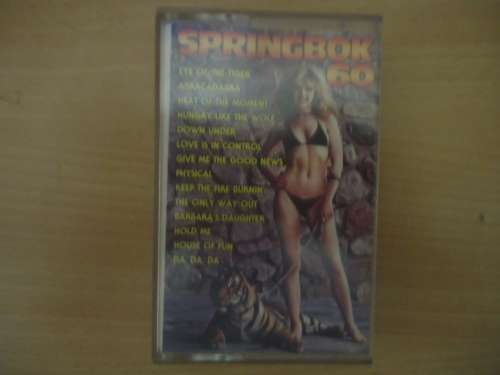 SPRINGBOK
60
EYE OF THE TIGER
ABRACADABRA
HEAT OF THE MOMENT
HUNGRY LIKE THE WOLF
DOWN UNDER
LOVE IS IN CONTROL
GIVE ME THE GOOD NEWS
PHYSICAL
KEEP THE FIRE BURNIN'
THE ONLY WAY OUT
BARBARA'S DAUGHTER
HOLD ME
HOUSE OF FUN
DA, DA, DA